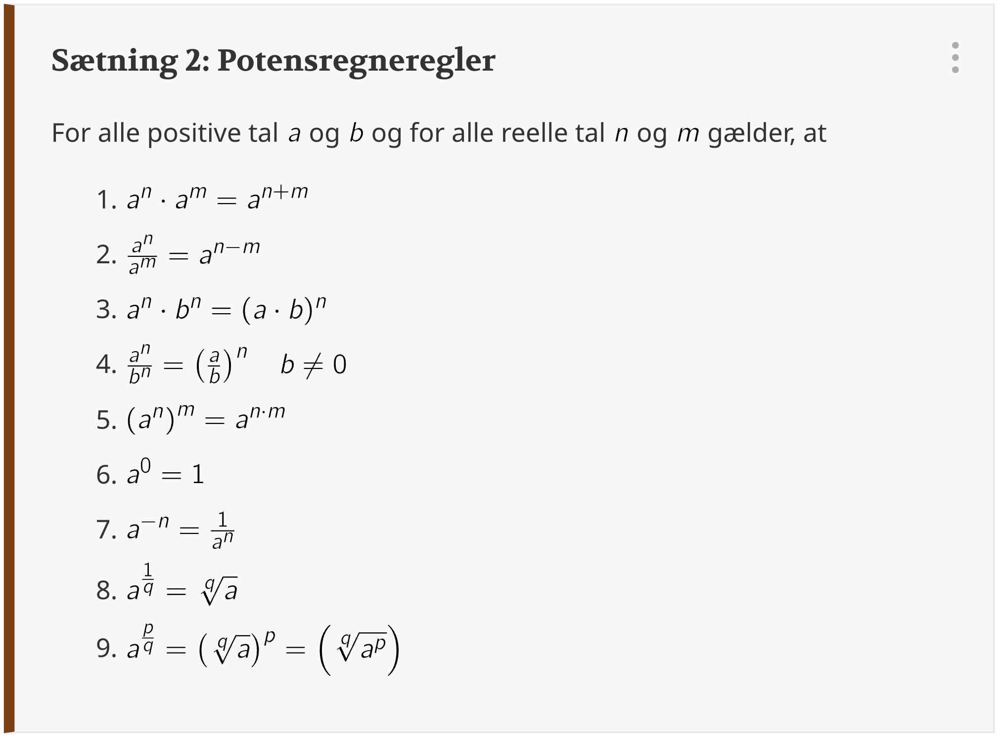 Sætning 2: Potensregneregler
For alle positive tal a og b og for alle reelle tal n og m gælder, at
1. $a^n \cdot a^m = a^{n+m}$
2. $\frac{a^n}{a^m} = a^{n-m}$
3. $a^n \cdot b^n = (a \cdot b)^n$
4. $\frac{a^n}{b^n} = \left(\frac{a}{b}\right)^n \quad b \neq 0$
5. $(a^n)^m = a^{n \cdot m}$
6. $a^0 = 1$
7. $a^{-n} = \frac{1}{a^n}$
8. $a^{\frac{1}{q}} = \sqrt[q]{a}$
9. $a^{\frac{p}{q}} = \left(\sqrt[q]{a}\right)^p = \left(\sqrt[q]{a^p}\right)$